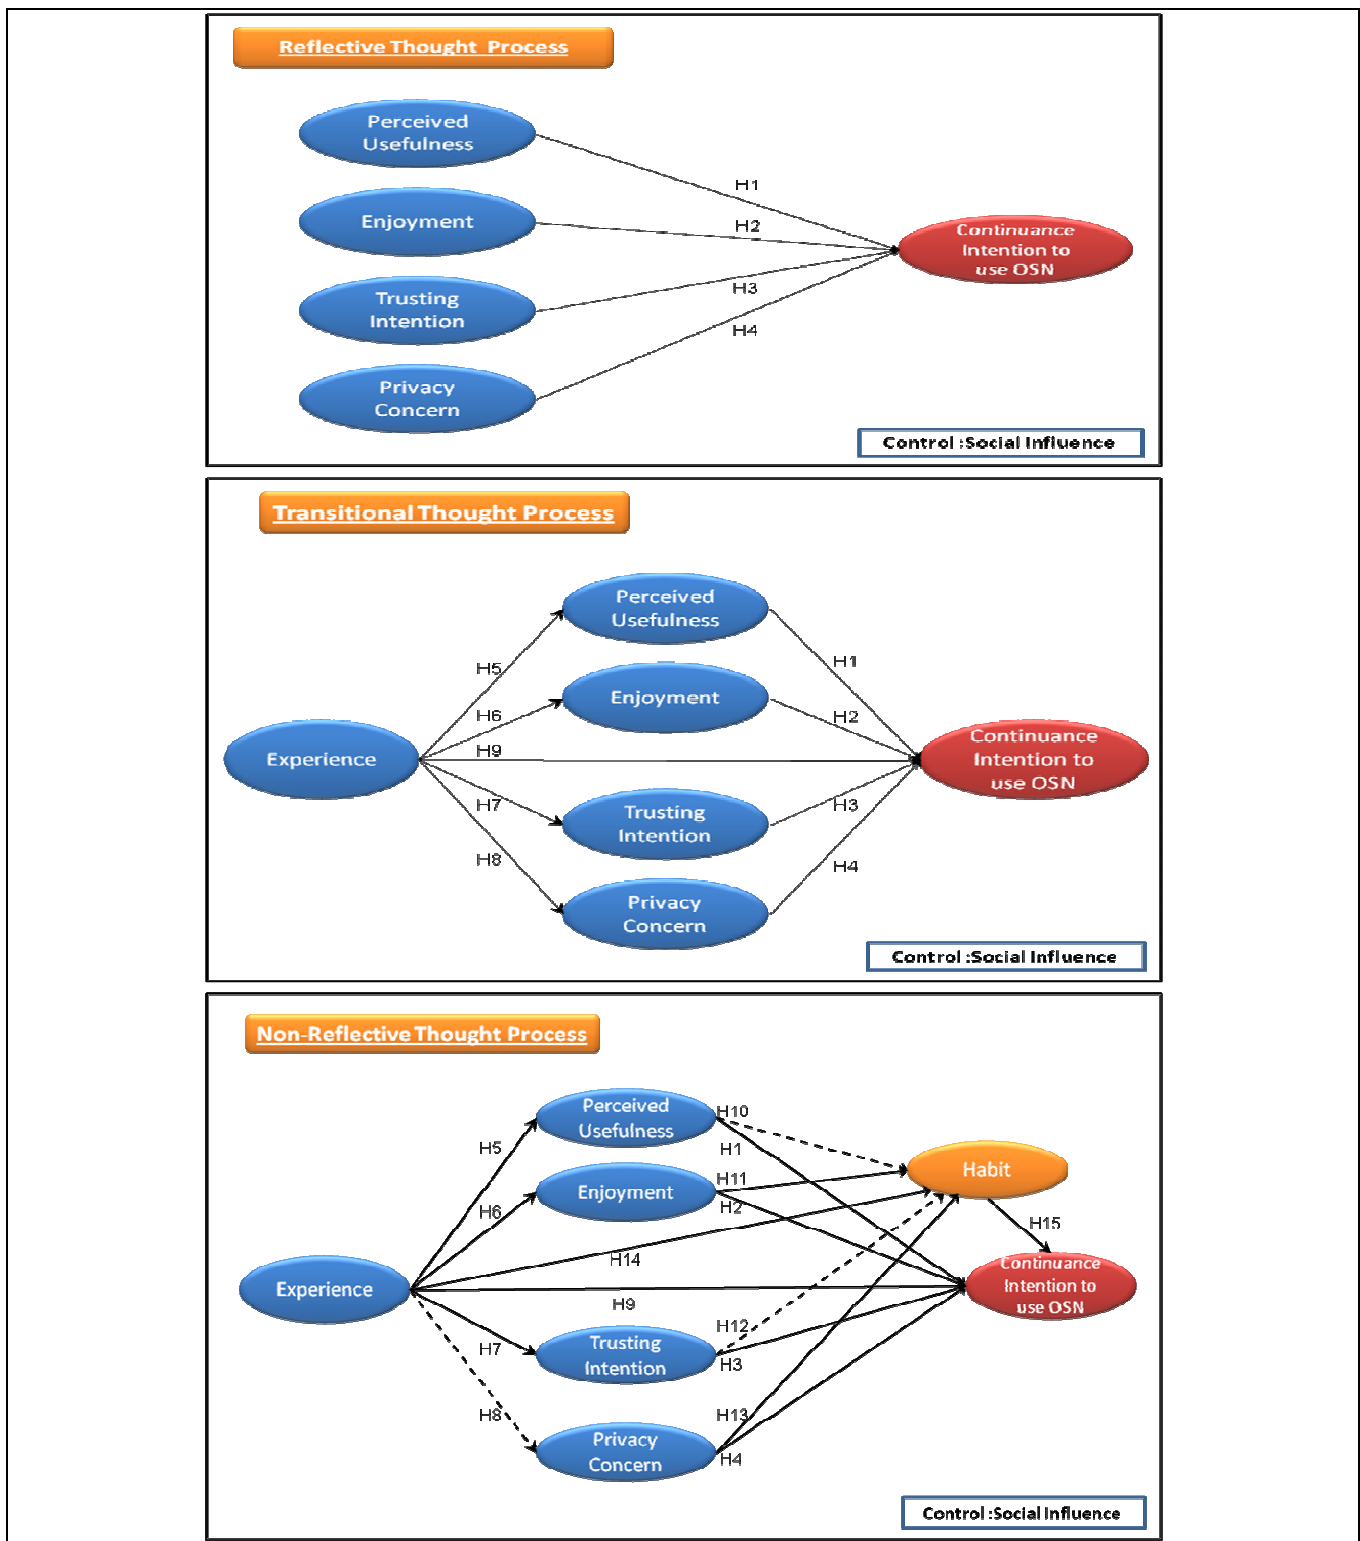 Reflective Thought Process
Perceived
Usefulness
H1
Enjoyment
H2
Continuance
Intention to
use OSN
Trusting
Intention
H3
H4
Privacy
Concern
Control :Social Influence
Transitional Thought Process
Perceived
Usefulness
H5
H1
Enjoyment
H6
H2
Experience
H9
Continuance
Intention to
use OSN
H7
Trusting
Intention
H3
H8
H4
Privacy
Concern
Control :Social Influence
Non-Reflective Thought Process
Perceived
Usefulness
H10
H5
H1
Habit
Enjoyment
H11
H6
H2
H15
H14
Experience
Continuance
Intention to
use OSN
H9
H12
Trusting
Intention
H7
H3
H8
H13
Privacy
Concern
H4
Control :Social Influence